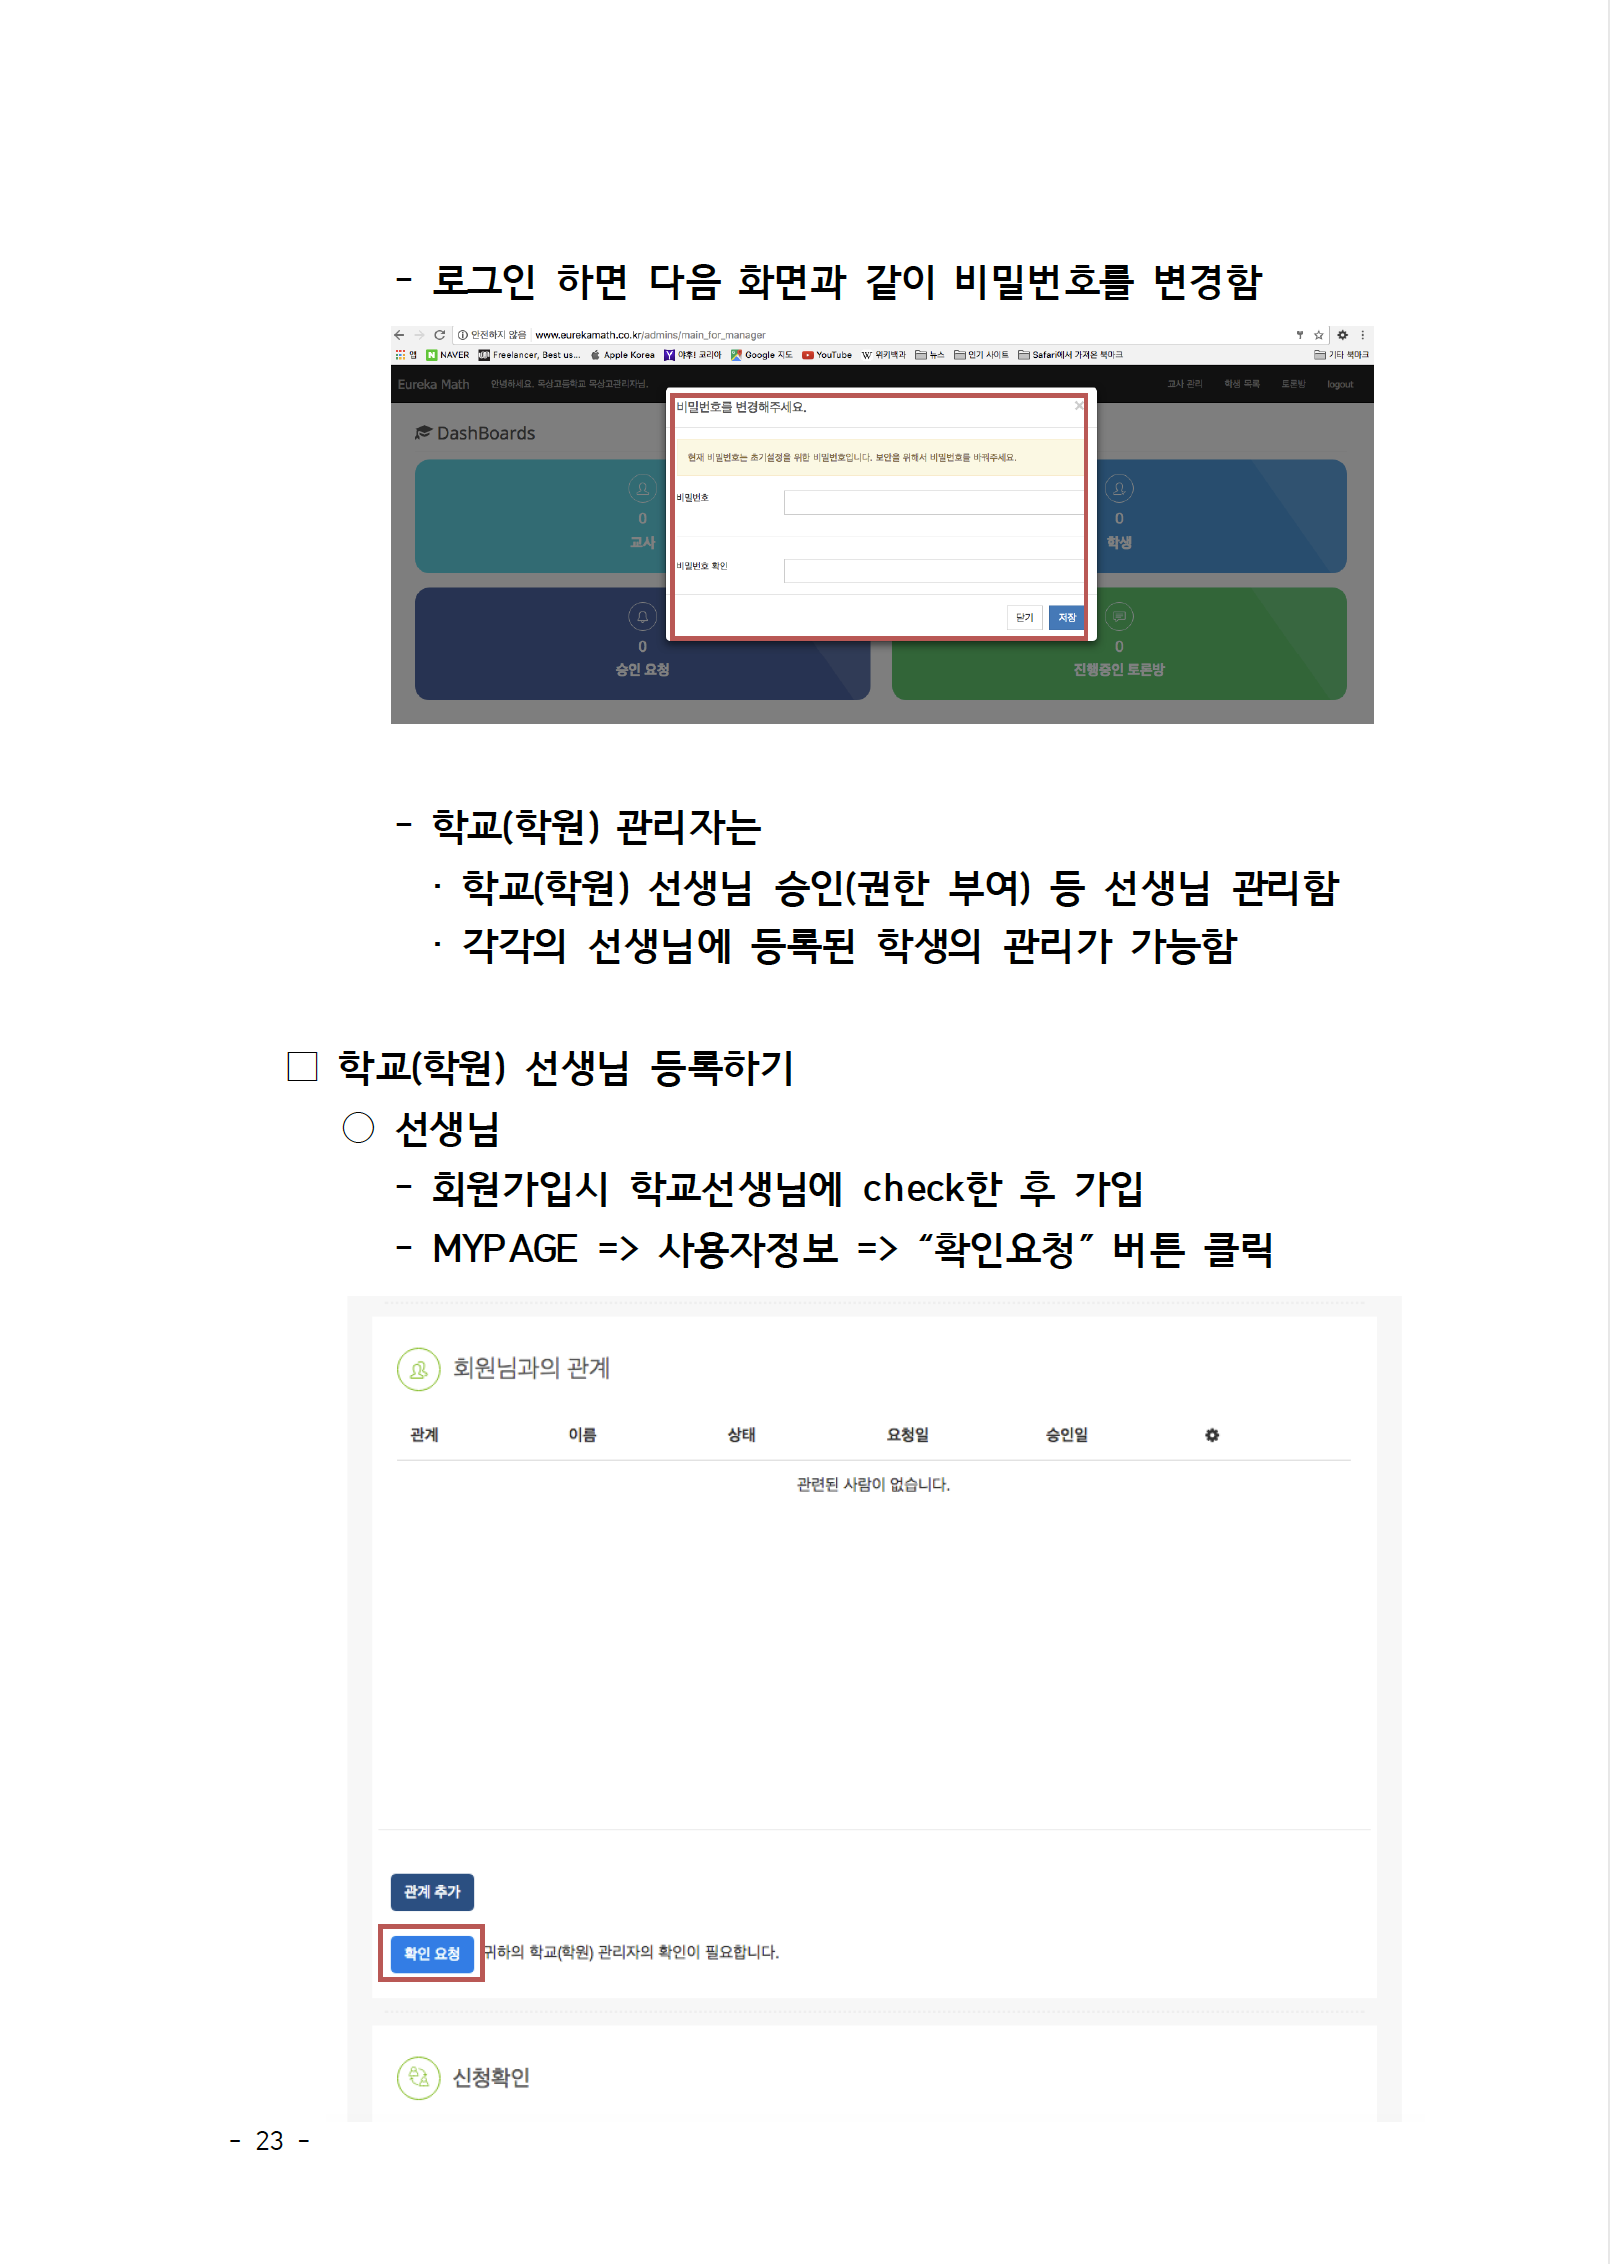 - 로그인 하면 다음 화면과 같이 비밀번호를 변경함
안전하지 않음 www.eurekamath.co.kr/admins/main_for_manager
앱 NAVER Freelancer, Best us... Apple Korea 야후! 코리아 Google 지도 YouTube 위키백과 뉴스 인기 사이트 Safari에서 가져온 북마크 기타 북마크
Eureka Math 안녕하세요. 목상고등학교 목상고관리자님. 교사 관리 학생 목록 토론방 logout
비밀번호를 변경해주세요. ×
DashBoards
현재 비밀번호는 초기설정을 위한 비밀번호입니다. 보안을 위해서 비밀번호를 바꿔주세요.
비밀번호
0 0
교사 학생
비밀번호 확인
닫기 저장
0 0
승인 요청 진행중인 토론방
- 학교(학원) 관리자는
· 학교(학원) 선생님 승인(권한 부여) 등 선생님 관리함
· 각각의 선생님에 등록된 학생의 관리가 가능함
□ 학교(학원) 선생님 등록하기
○ 선생님
- 회원가입시 학교선생님에 check한 후 가입
- MYPAGE => 사용자정보 => “확인요청” 버튼 클릭
회원님과의 관계
관계 이름 상태 요청일 승인일
관련된 사람이 없습니다.
관계 추가
확인 요청 귀하의 학교(학원) 관리자의 확인이 필요합니다.
신청확인
- 23 -